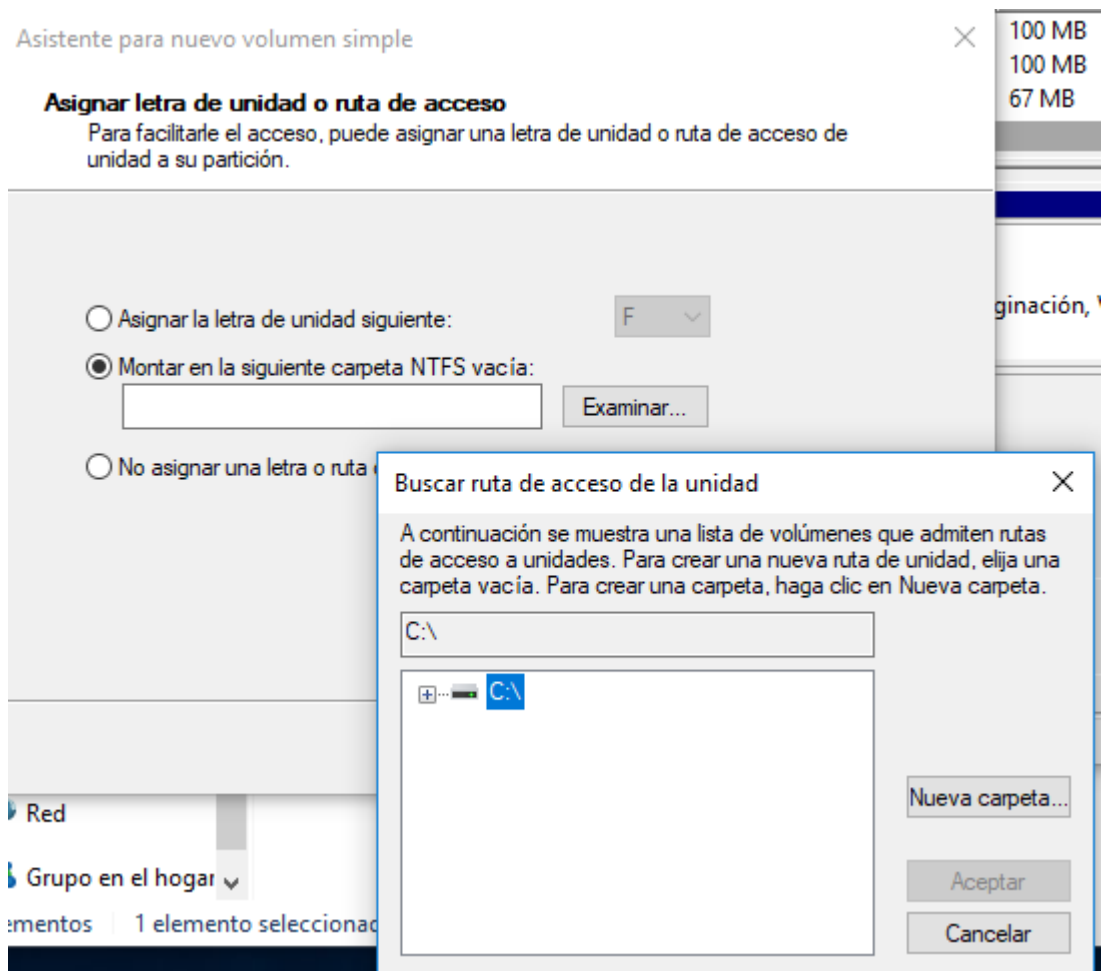 Asistente para nuevo volumen simple
100 MB
100 MB
67 MB
Asignar letra de unidad o ruta de acceso
Para facilitarle el acceso, puede asignar una letra de unidad o ruta de acceso de
unidad a su partición.
Asignar la letra de unidad siguiente:
F
Montar en la siguiente carpeta NTFS vacía:
Examinar...
No asignar una letra o ruta
Buscar ruta de acceso de la unidad
A continuación se muestra una lista de volúmenes que admiten rutas
de acceso a unidades. Para crear una nueva ruta de unidad, elija una
carpeta vacía. Para crear una carpeta, haga clic en Nueva carpeta.
C:\
C:\
Nueva carpeta...
Aceptar
Cancelar
ginación,
Red
Grupo en el hogar
ementos
1 elemento seleccionad